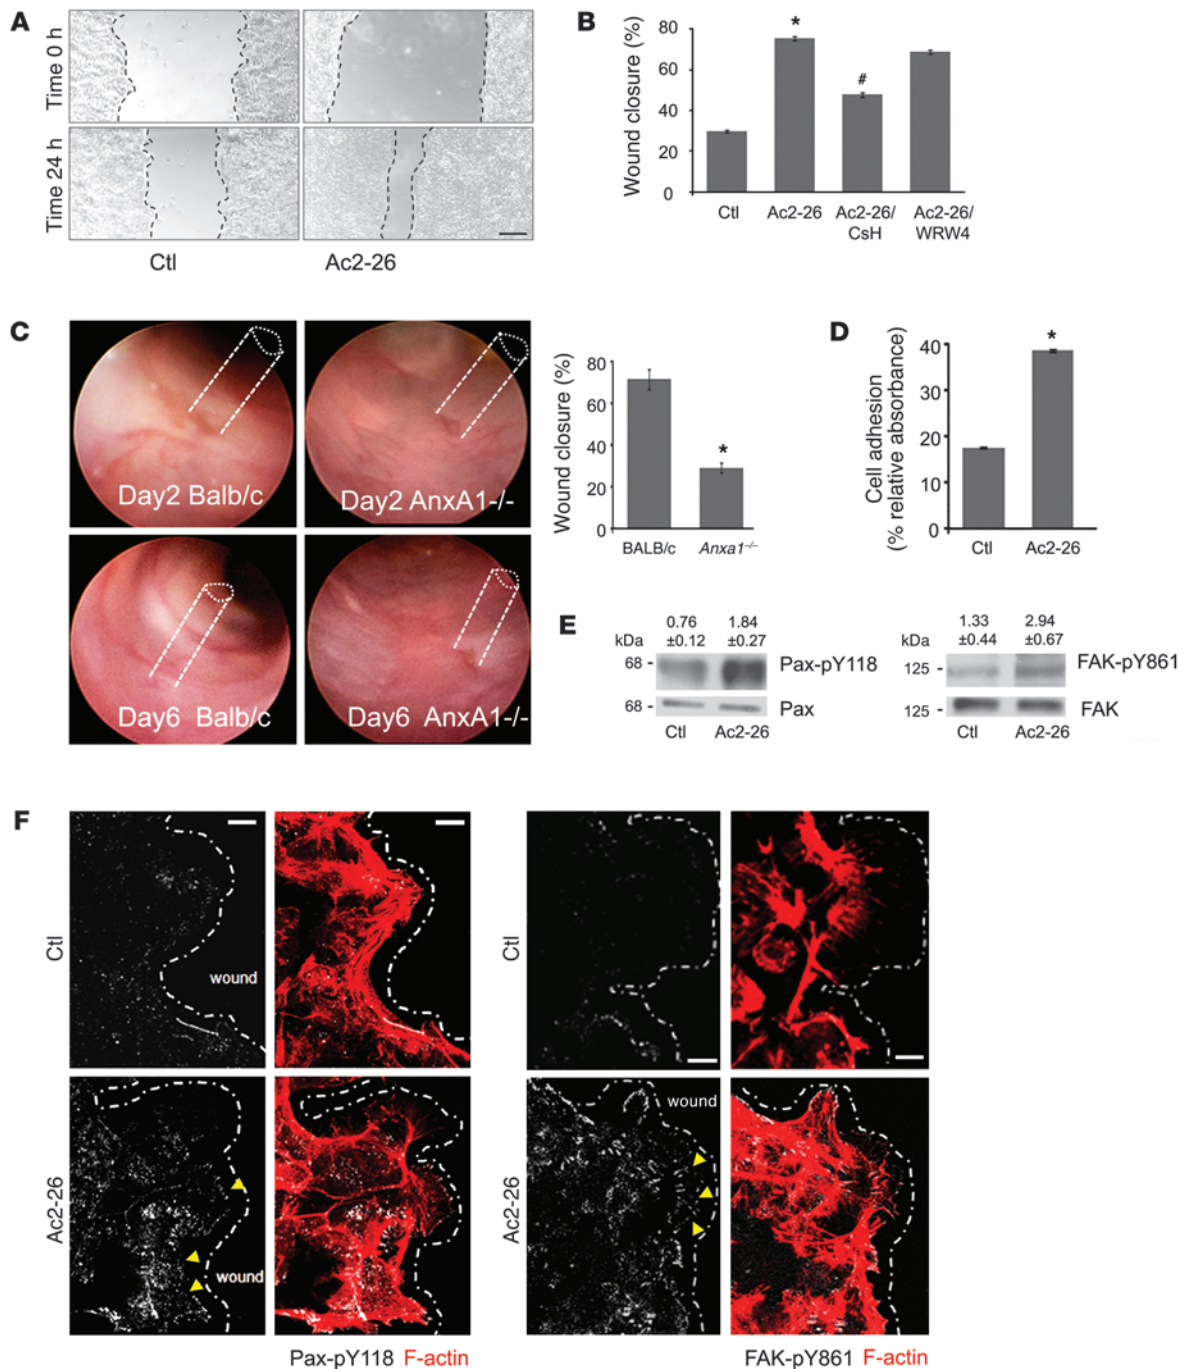 A
Time 0 h
Time 24 h
Ctl
Ac2-26
B
Wound closure (%)
80
60
40
20
0
*
#
Ctl
Ac2-26
Ac2-26/
CsH
Ac2-26/
WRW4
C
Day2 Balb/c
Day2 AnxA1-/-
Day6 Balb/c
Day6 AnxA1-/-
Wound closure (%)
80
60
40
20
0
*
BALB/c
Anxa1–/–
D
Cell adhesion
(% relative absorbance)
40
30
20
10
0
*
Ctl
Ac2-26
E
kDa
0.76
±0.12
1.84
±0.27
68 -
Pax-pY118
68 -
Pax
Ctl
Ac2-26
kDa
1.33
±0.44
2.94
±0.67
125 -
FAK-pY861
125 -
FAK
Ctl
Ac2-26
F
Ctl
wound
Ctl
Ac2-26
wound
Ac2-26
wound
Pax-pY118 F-actin
FAK-pY861 F-actin